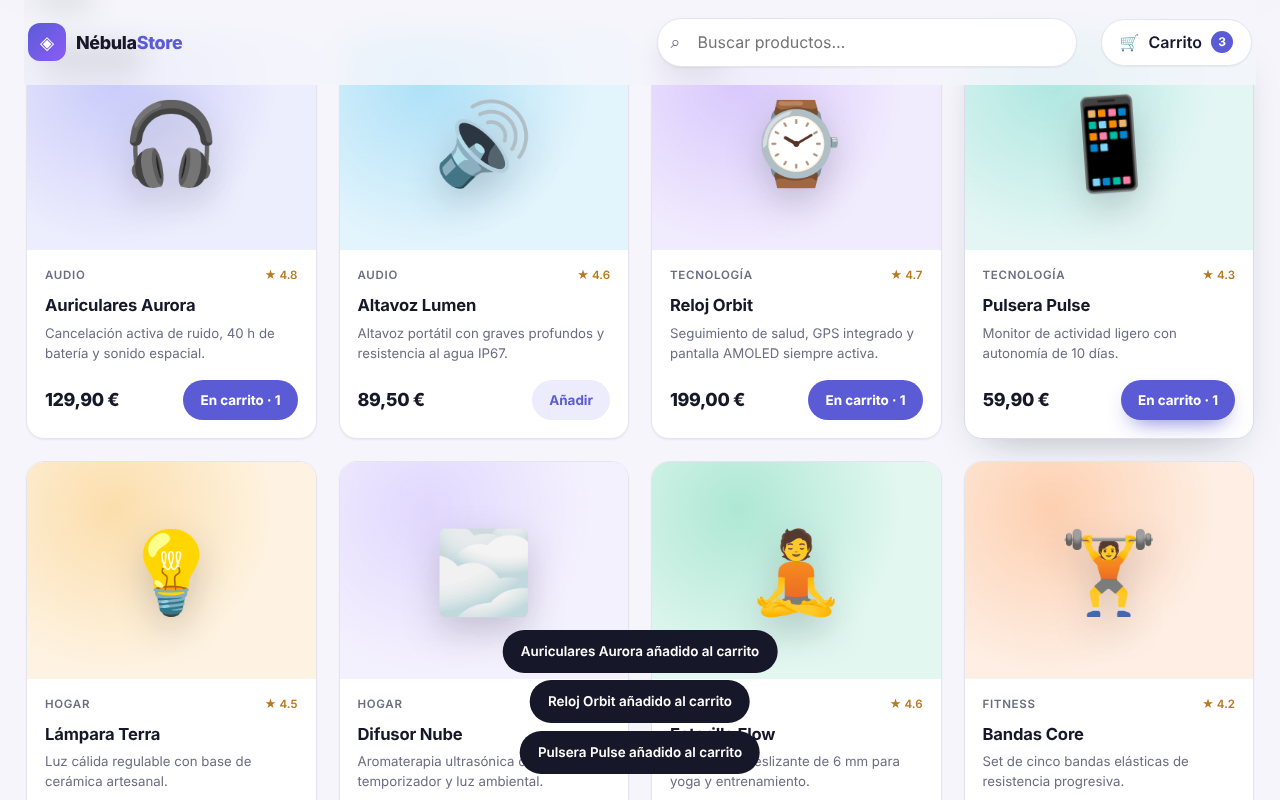 NébulaStore
Buscar productos...
Carrito 3
AUDIO ★ 4.8
Auriculares Aurora
Cancelación activa de ruido, 40 h de
batería y sonido espacial.
129,90 € En carrito · 1
AUDIO ★ 4.6
Altavoz Lumen
Altavoz portátil con graves profundos y
resistencia al agua IP67.
89,50 € Añadir
TECNOLOGÍA ★ 4.7
Reloj Orbit
Seguimiento de salud, GPS integrado y
pantalla AMOLED siempre activa.
199,00 € En carrito · 1
TECNOLOGÍA ★ 4.3
Pulsera Pulse
Monitor de actividad ligero con
autonomía de 10 días.
59,90 € En carrito · 1
HOGAR ★ 4.5
Lámpara Terra
Luz cálida regulable con base de
cerámica artesanal.
HOGAR
Difusor Nube
Aromaterapia ultrasónica
temporizador y luz ambiental.
★ 4.6
Flow
de 6 mm para
yoga y entrenamiento.
FITNESS ★ 4.2
Bandas Core
Set de cinco bandas elásticas de
resistencia progresiva.
Auriculares Aurora añadido al carrito
Reloj Orbit añadido al carrito
Pulsera Pulse añadido al carrito